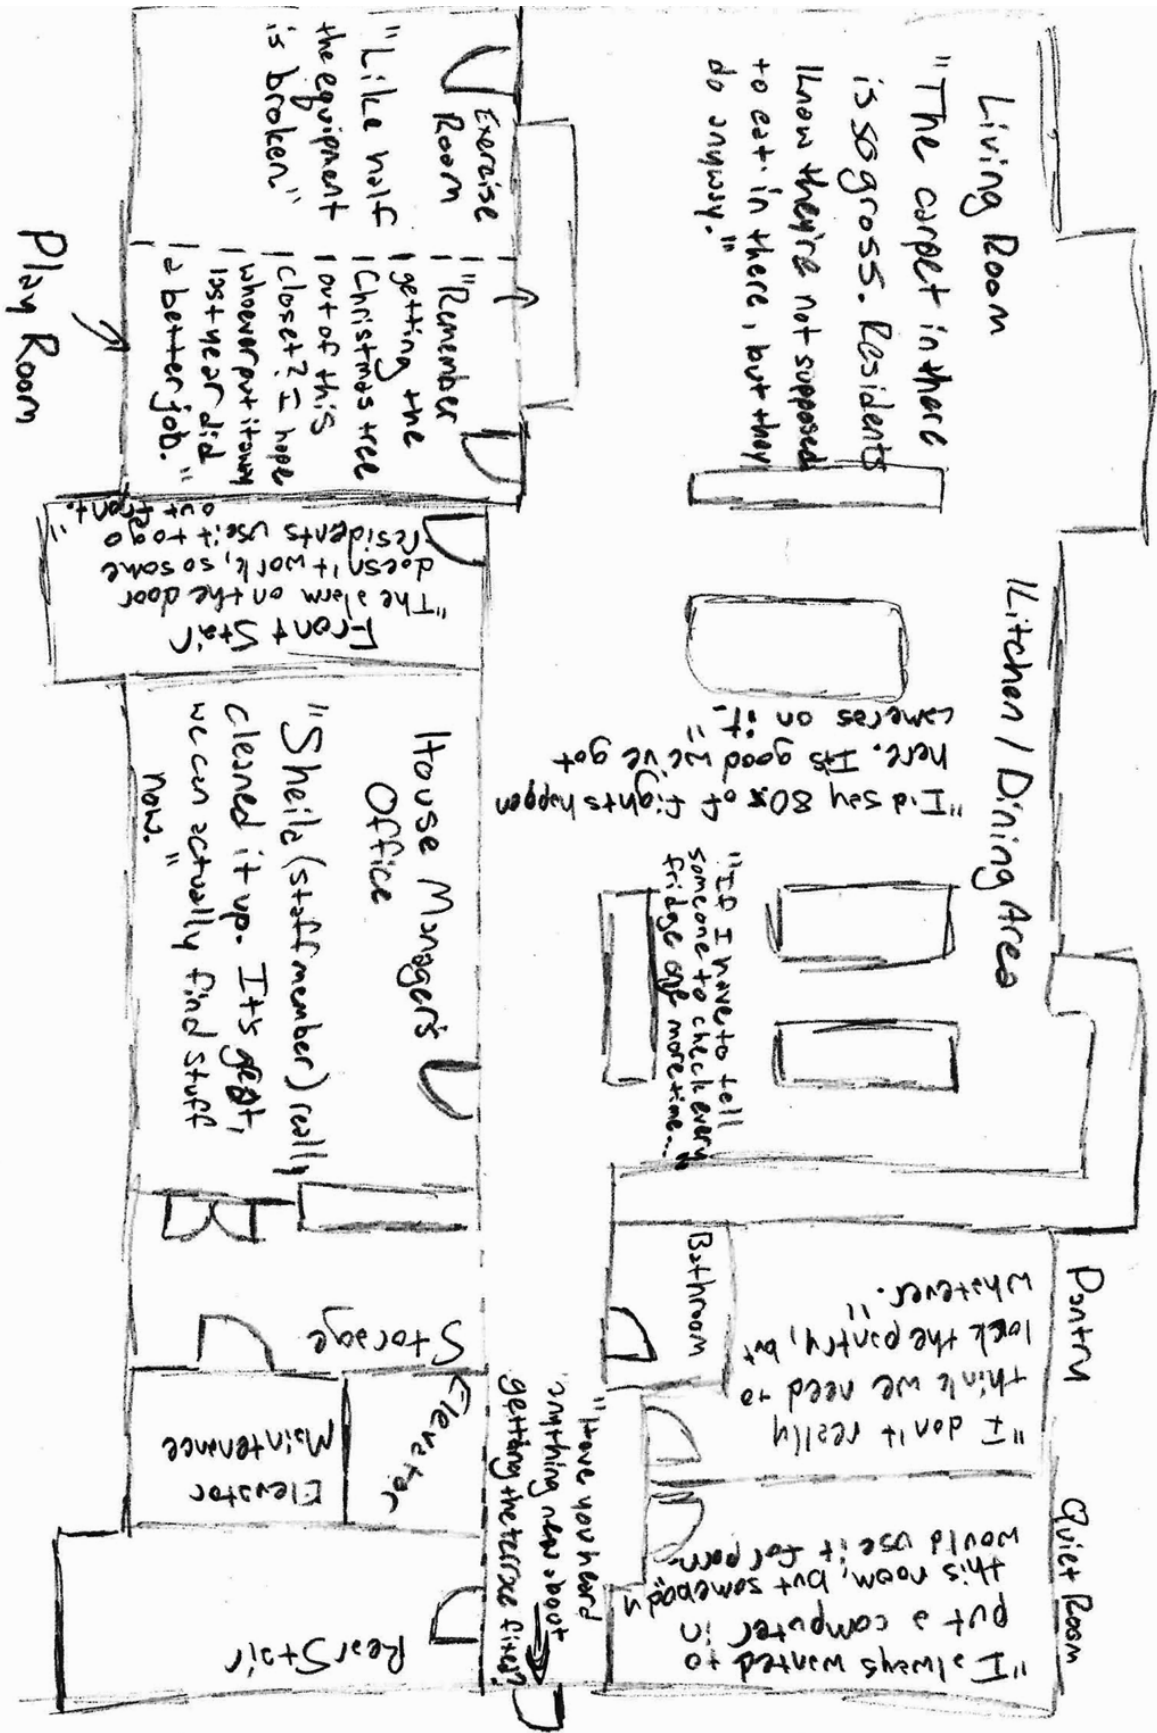 Living Room
"The carpet in there
is so gross. Residents
know they're not supposed
to eat in there, but they
do anyway."
Exercise
Room
"Like half
the equipment
is broken."
"Remember
getting the
Christmas tree
out of this
closet? I hope
whoever put it away
last year did
a better job."
Play Room
Front Stair
"The alarm on the door
doesn't work, so some
residents use it to go
out front."
Kitchen / Dining Area
"I'd say 80% of fights happen
here. It's good we've got
cameras on it."
"If I have to tell
someone to check every
fridge one more time..."
House Manager's
Office
"Sheila (staff member) really
cleaned it up. It's great,
we can actually find stuff
now."
Bathroom
Pantry
"I don't really
think we need to
lock the pantry, but
whatever."
Storage
Elevator
Elevator
Maintenance
"Have you heard
anything new about
getting the terrace fixed?"
Quiet Room
"I always wanted to
put a computer in
this room, but somebody
would use it for porn."
Rear Stair